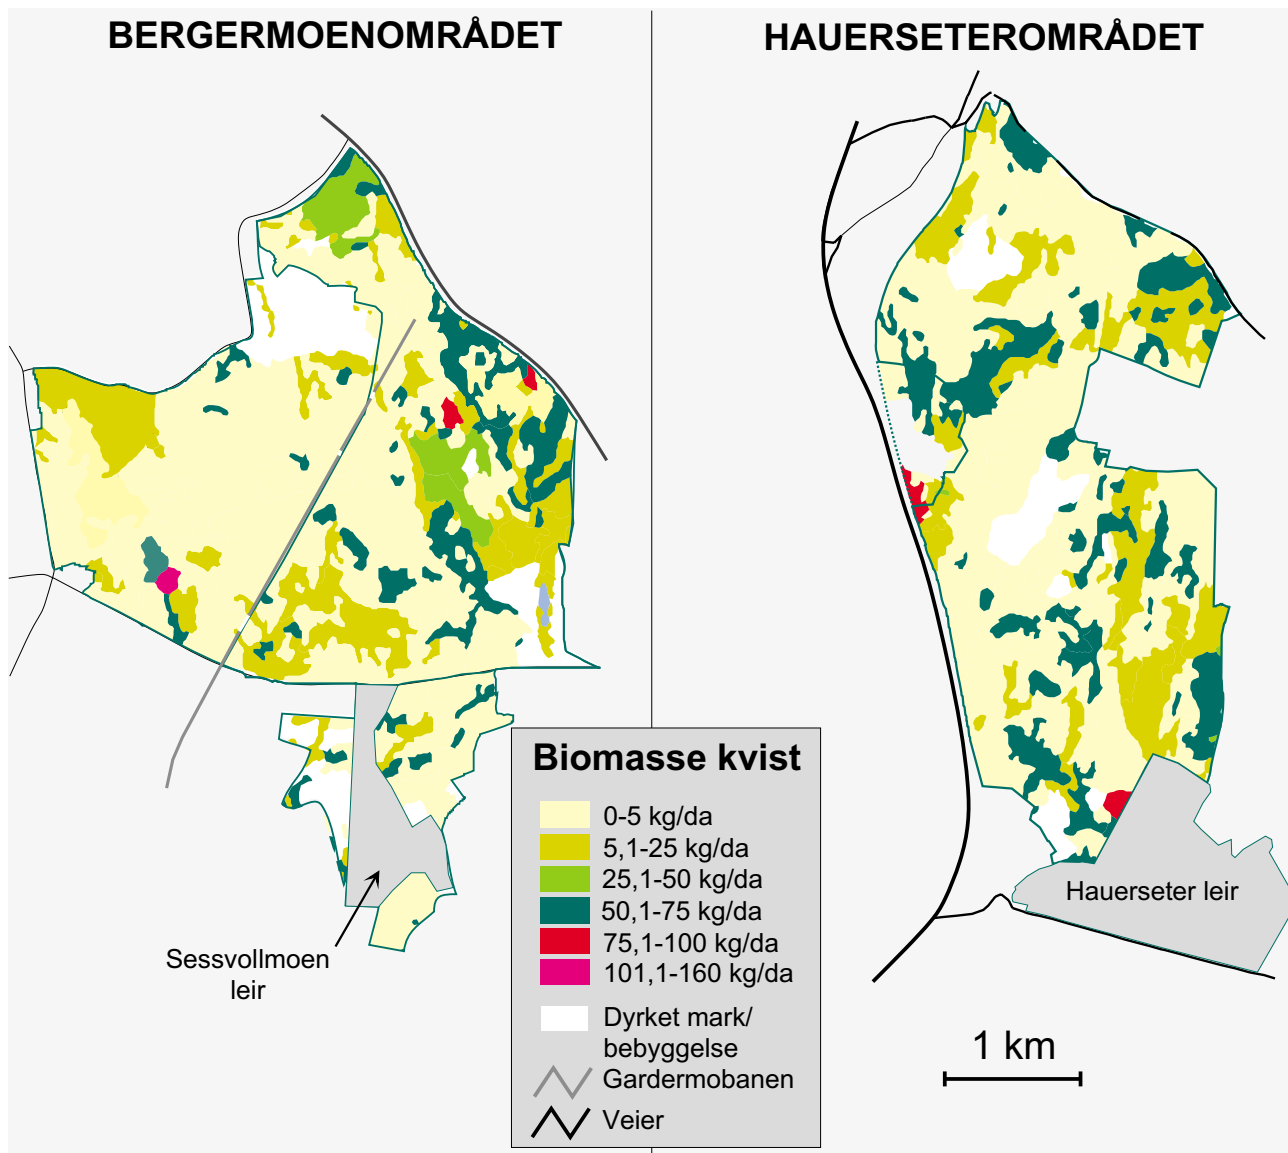 BERGERMOENOMRÅDET
HAUERSETEROMRÅDET
Biomasse kvist
0-5 kg/da
5,1-25 kg/da
25,1-50 kg/da
50,1-75 kg/da
75,1-100 kg/da
101,1-160 kg/da
Dyrket mark/
bebyggelse
Gardermobanen
Veier
Sessvollmoen
leir
Hauerseter leir
1 km